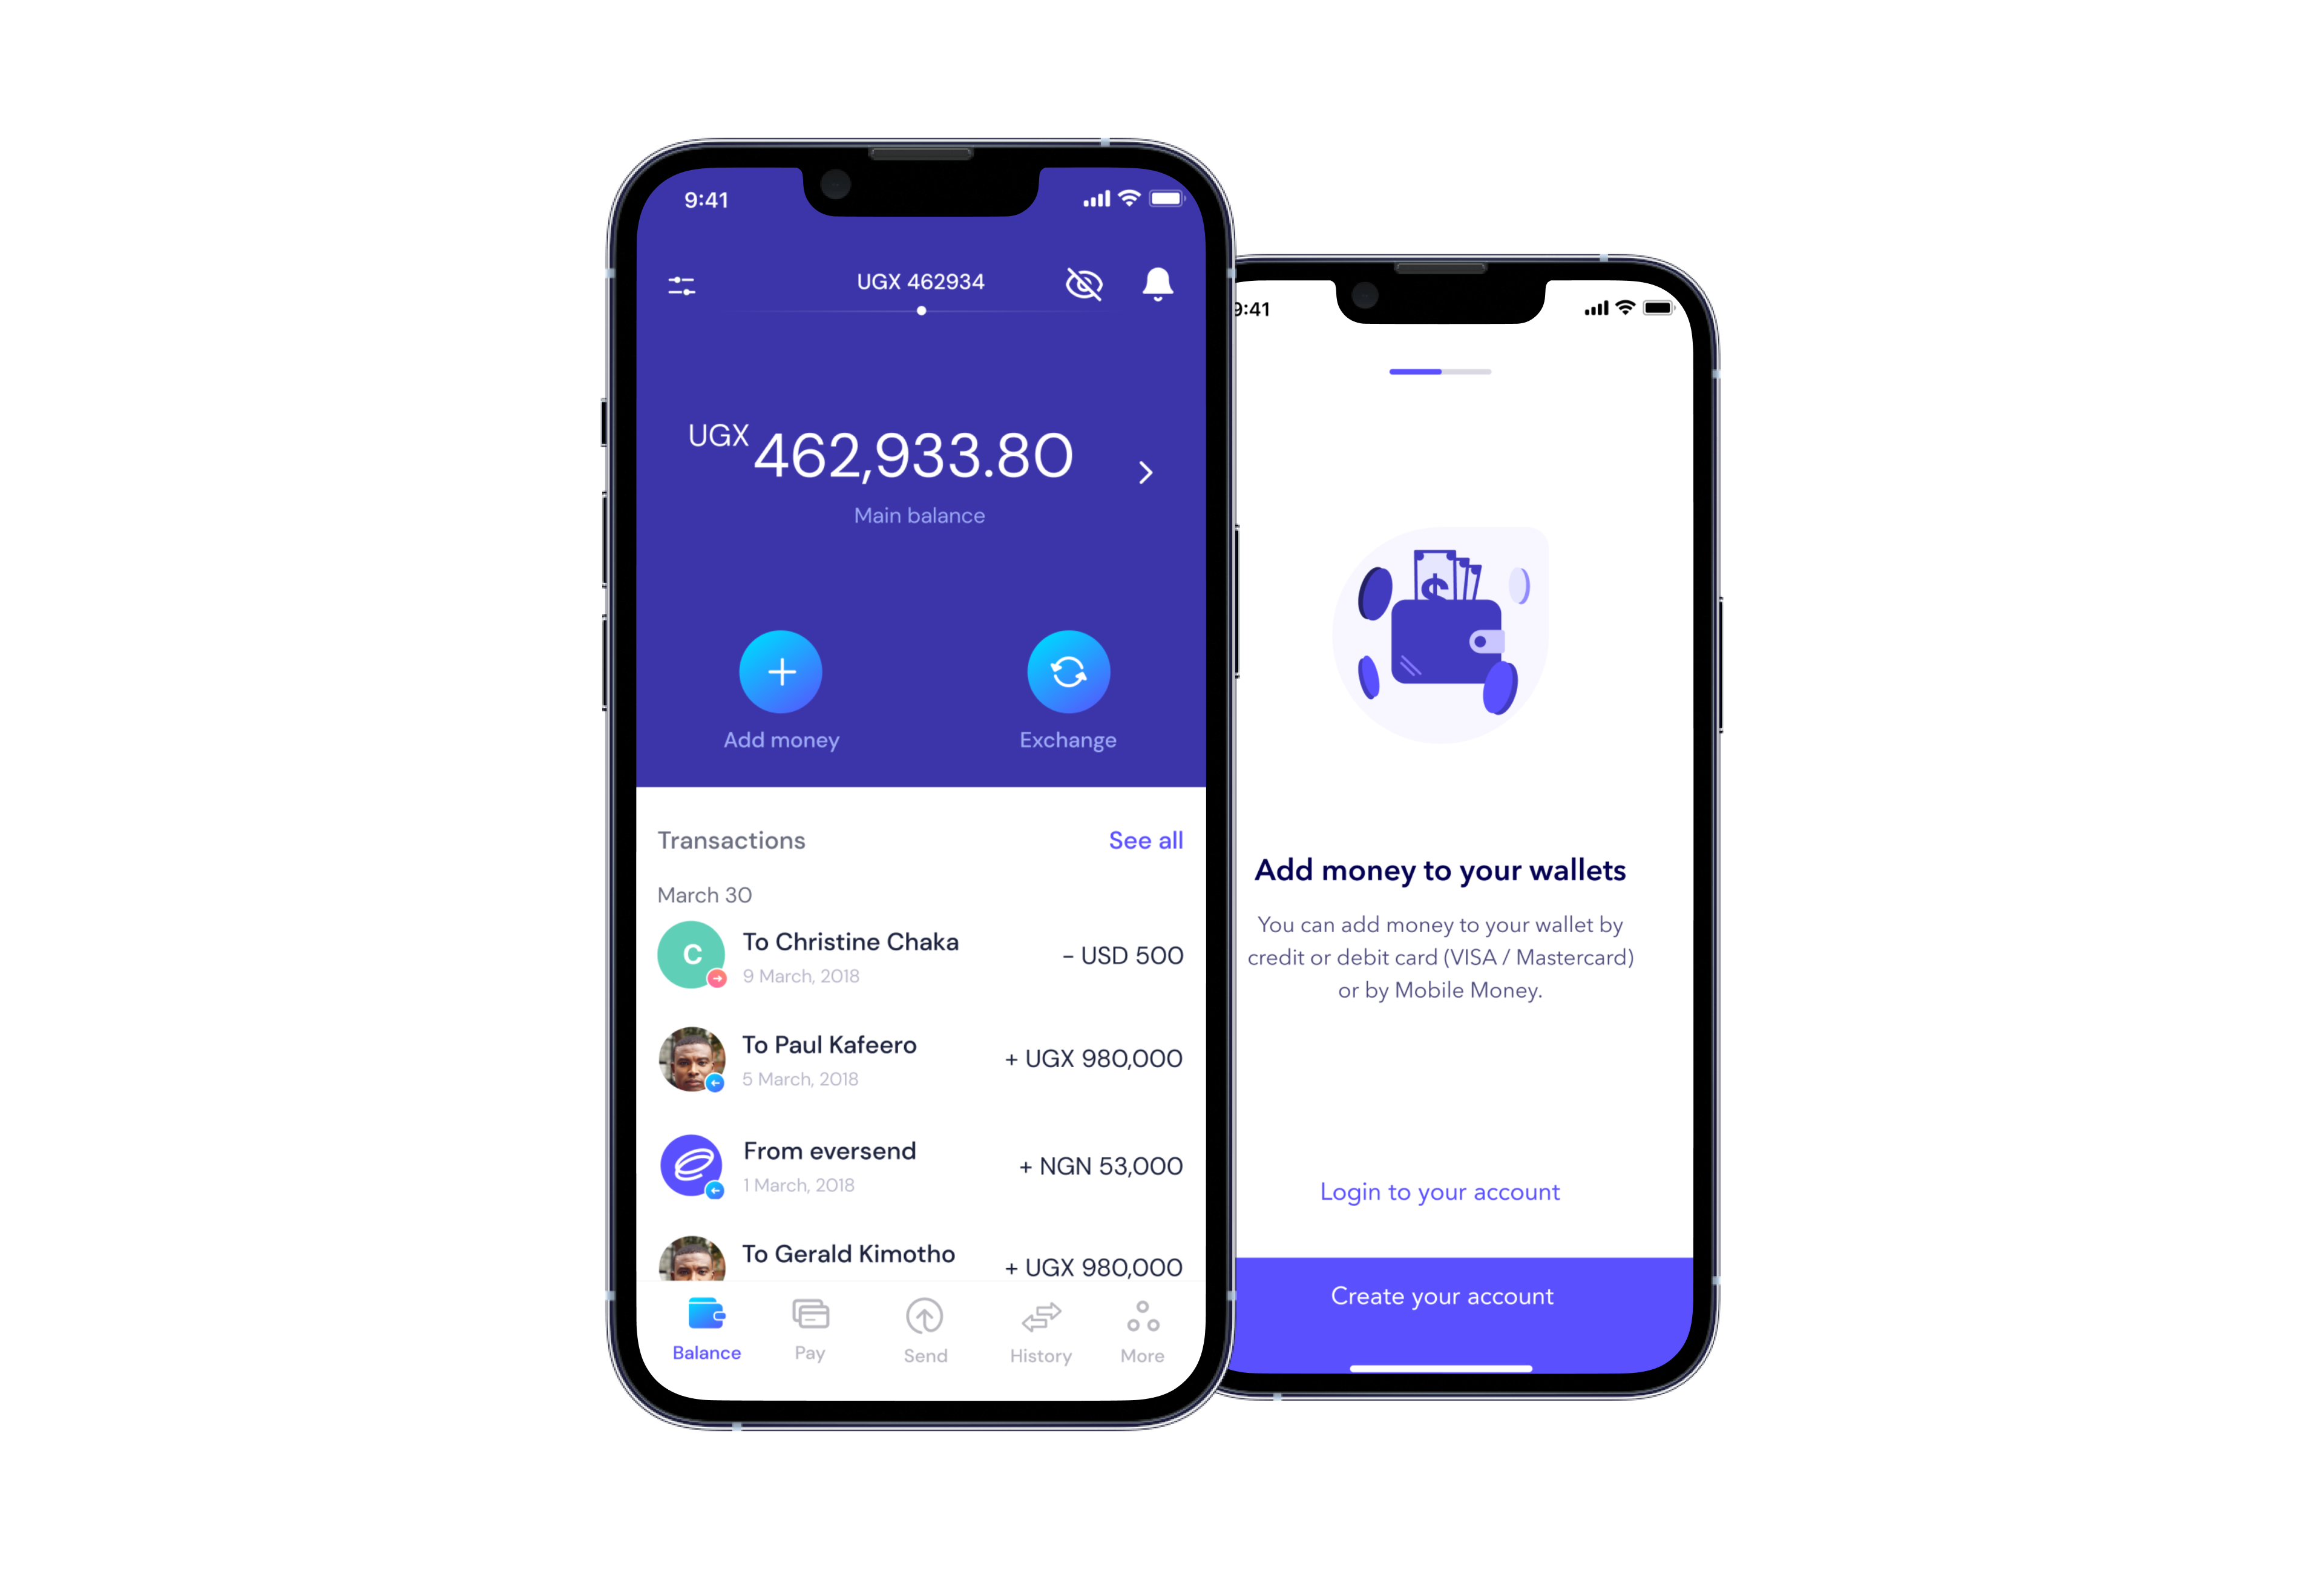 9:41
UGX 462934
UGX 462,933.80
Main balance
Add money
Exchange
Transactions
See all
March 30
C
To Christine Chaka
- USD 500
9 March, 2018
To Paul Kafeero
+ UGX 980,000
5 March, 2018
From eversend
+ NGN 53,000
1 March, 2018
To Gerald Kimotho
+ UGX 980,000
Balance
Pay
Send
History
More
9:41
$
Add money to your wallets
You can add money to your wallet by
credit or debit card (VISA / Mastercard)
or by Mobile Money.
Login to your account
Create your account